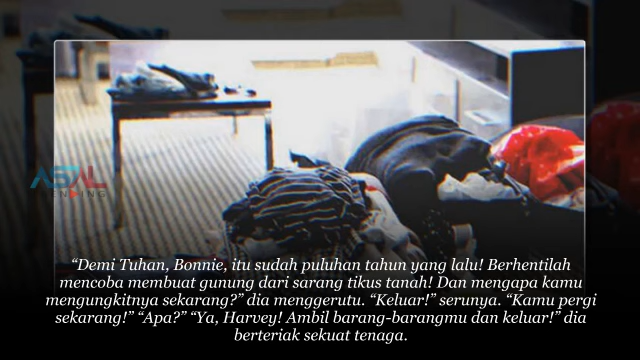 ASAL
“Demi Tuhan, Bonnie, itu sudah puluhan tahun yang lalu! Berhentilah
mencoba membuat gunung dari sarang tikus tanah! Dan mengapa kamu
mengungkitnya sekarang?” dia menggerutu. “Keluar!” serunya. “Kamu pergi
sekarang!” “Apa?” “Ya, Harvey! Ambil barang-barangmu dan keluar!” dia
berteriak sekuat tenaga.